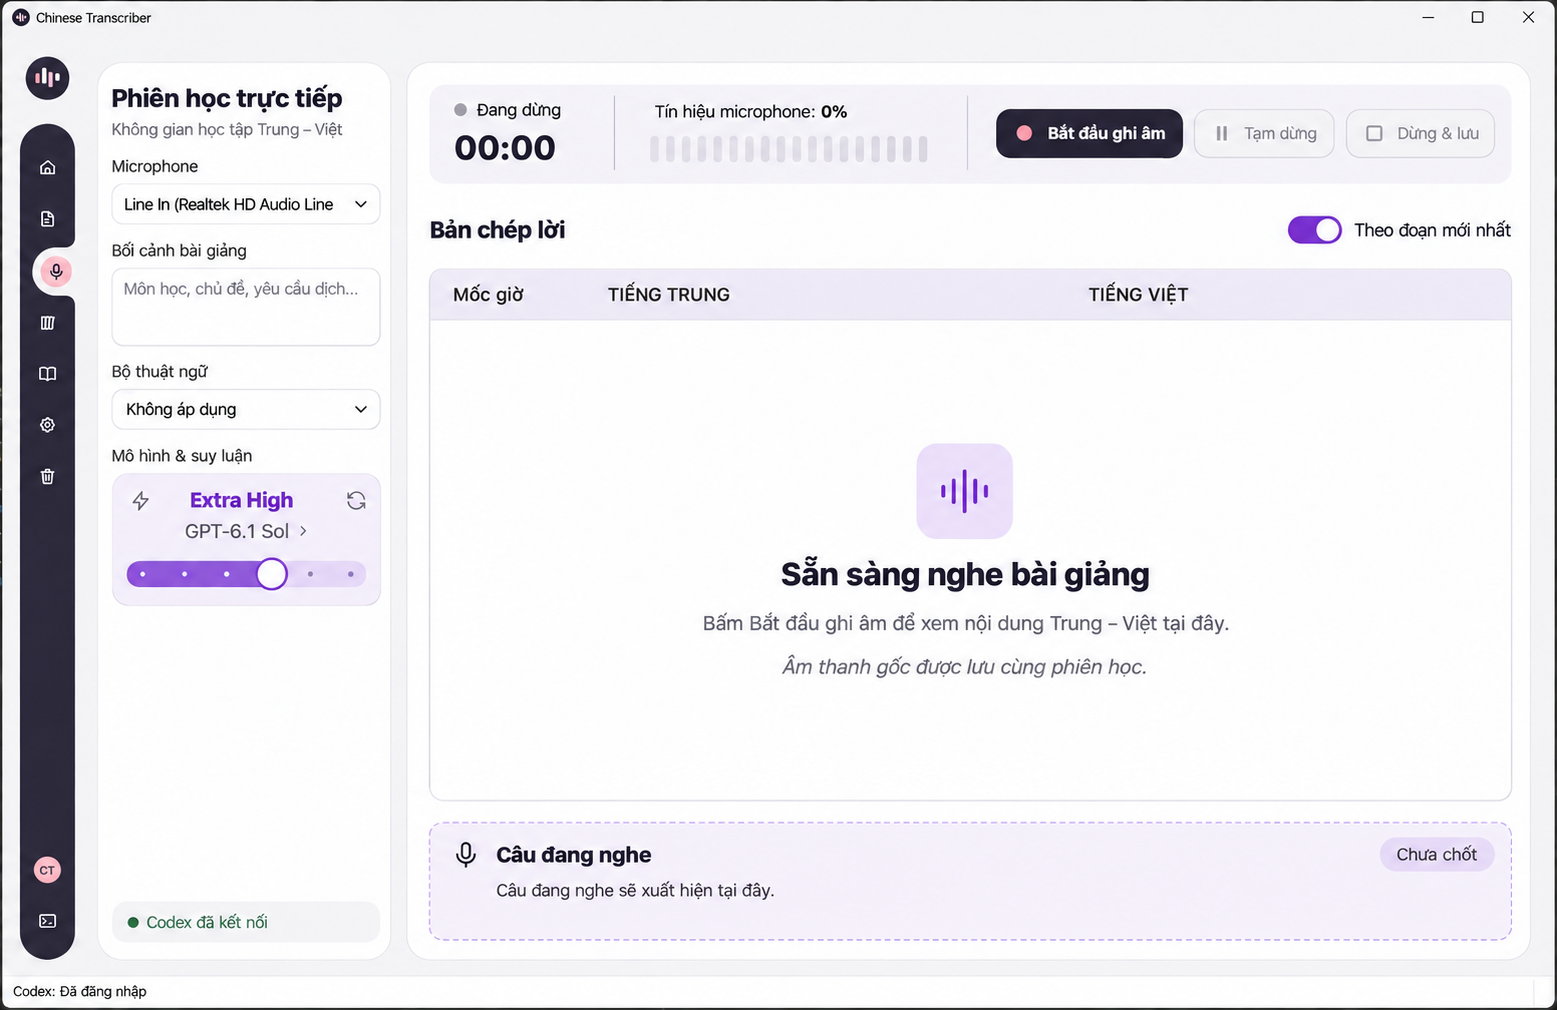 Chinese Transcriber
Phiên học trực tiếp
Không gian học tập Trung – Việt
Microphone
Line In (Realtek HD Audio Line
Bối cảnh bài giảng
Môn học, chủ đề, yêu cầu dịch...
Bộ thuật ngữ
Không áp dụng
Mô hình & suy luận
Extra High
GPT-6.1 Sol
CT
Codex đã kết nối
Đang dừng
00:00
Tín hiệu microphone: 0%
Bắt đầu ghi âm
Tạm dừng
Dừng & lưu
Bản chép lời
Theo đoạn mới nhất
Mốc giờ TIẾNG TRUNG TIẾNG VIỆT
Sẵn sàng nghe bài giảng
Bấm Bắt đầu ghi âm để xem nội dung Trung – Việt tại đây.
Âm thanh gốc được lưu cùng phiên học.
Câu đang nghe
Chưa chốt
Câu đang nghe sẽ xuất hiện tại đây.
Codex: Đã đăng nhập